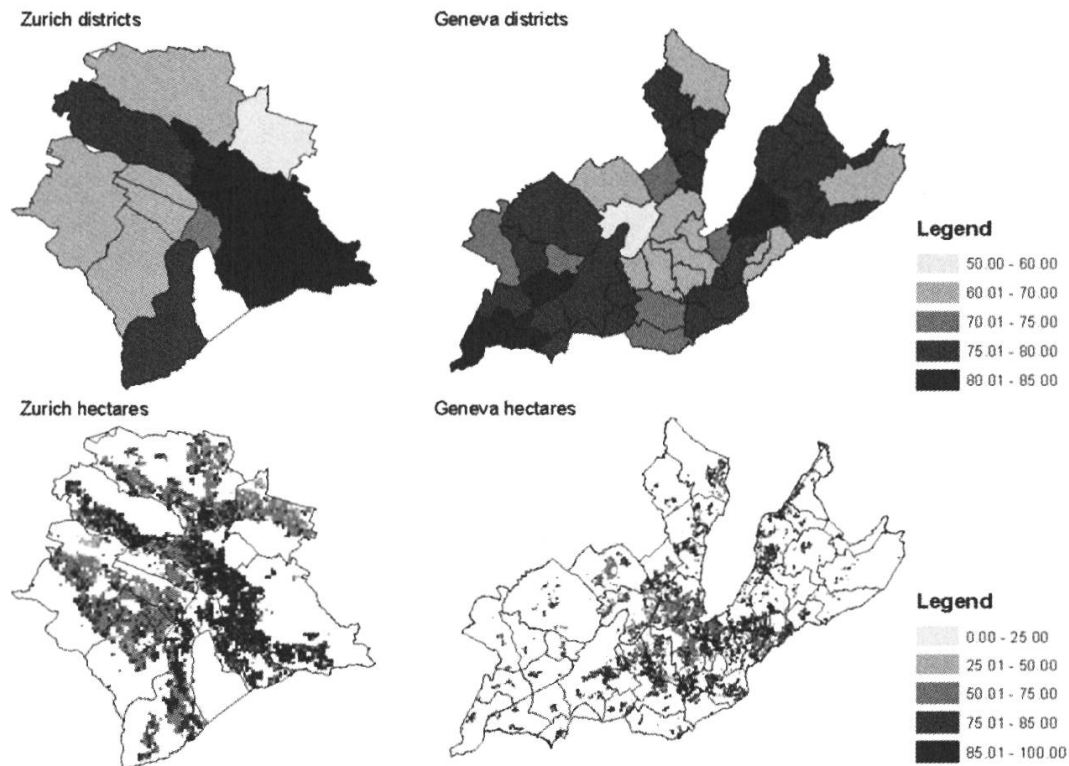 Zurich districts
Geneva districts
Legend
50.00 - 60.00
60.01 - 70.00
70.01 - 75.00
75.01 - 80.00
80.01 - 85.00
Zurich hectares
Geneva hectares
Legend
0.00 - 25.00
25.01 - 50.00
50.01 - 75.00
75.01 - 85.00
85.01 - 100.00